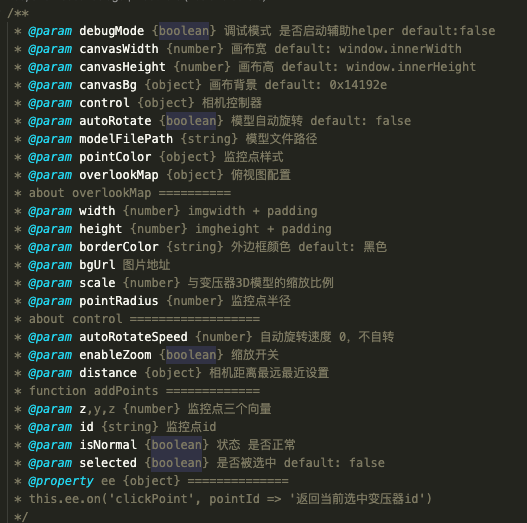 /**
 * @param debugMode {boolean} 调试模式 是否启动辅助helper default:false
 * @param canvasWidth {number} 画布宽 default: window.innerWidth
 * @param canvasHeight {number} 画布高 default: window.innerHeight
 * @param canvasBg {object} 画布背景 default: 0x14192e
 * @param control {object} 相机控制器
 * @param autoRotate {boolean} 模型自动旋转 default: false
 * @param modelFilePath {string} 模型文件路径
 * @param pointColor {object} 监控点样式
 * @param overlookMap {object} 俯视图配置
 * about overlookMap ==========
 * @param width {number} imgwidth + padding
 * @param height {number} imgheight + padding
 * @param borderColor {string} 外边框颜色 default: 黑色
 * @param bgUrl 图片地址
 * @param scale {number} 与变压器3D模型的缩放比例
 * @param pointRadius {number} 监控点半径
 * about control ==================
 * @param autoRotateSpeed {number} 自动旋转速度 0，不自转
 * @param enableZoom {boolean} 缩放开关
 * @param distance {object} 相机距离最远最近设置
 * function addPoints =============
 * @param z,y,z {number} 监控点三个向量
 * @param id {string} 监控点id
 * @param isNormal {boolean} 状态 是否正常
 * @param selected {boolean} 是否被选中 default: false
 * @property ee {object} ==============
 * this.ee.on('clickPoint', pointId => '返回当前选中变压器id')
 */